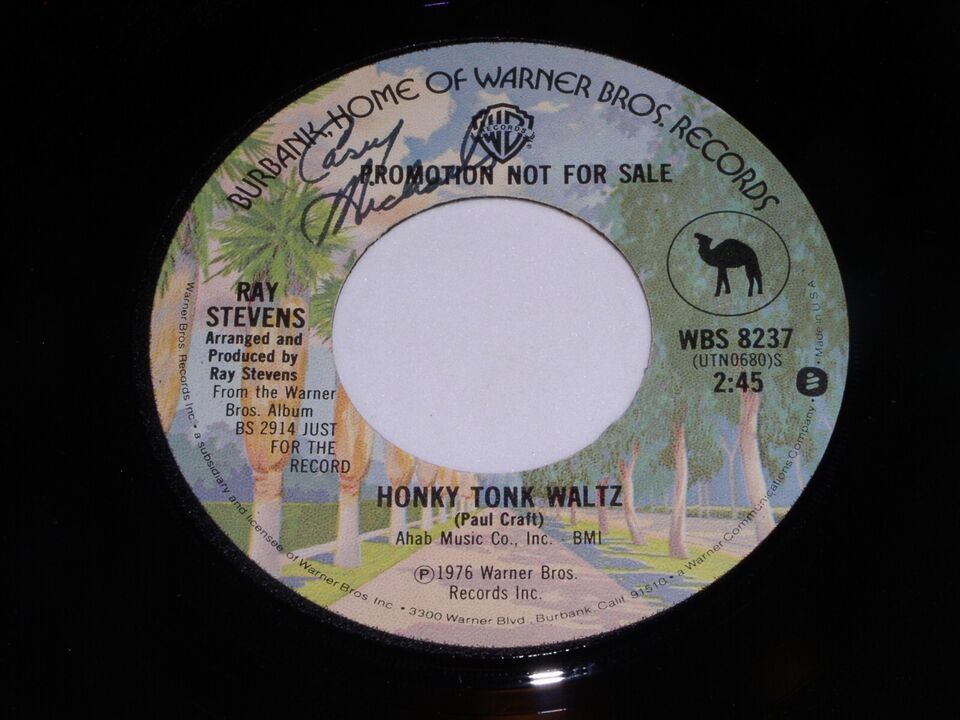 BURBANK, HOME OF WARNER BROS. RECORDS
RECORDS
Casey
PROMOTION NOT FOR SALE
RAY
STEVENS
Arranged and
Produced by
Ray Stevens
From the Warner
Bros. Album
BS 2914 JUST
FOR THE
RECORD
WBS 8237
(UTN0680)S
2:45
HONKY TONK WALTZ
(Paul Craft)
Ahab Music Co., Inc. - BMI
Ⓟ1976 Warner Bros.
Records Inc.
Warner Bros. Records Inc. • a subsidiary and licensee of Warner Bros. Inc. • 3300 Warner Blvd., Burbank, Calif. 91510 • a Warner Communications Company • Made in U.S.A.